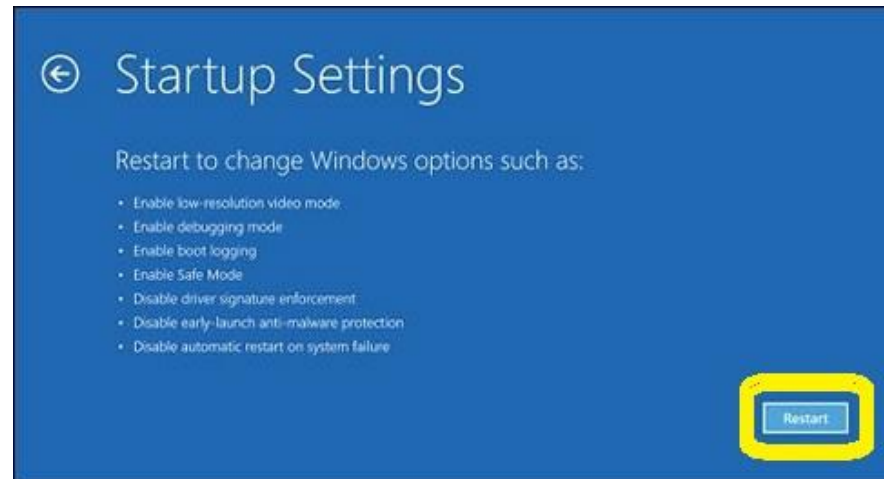 Startup Settings
Restart to change Windows options such as:
• Enable low-resolution video mode
• Enable debugging mode
• Enable boot logging
• Enable Safe Mode
• Disable driver signature enforcement
• Disable early-launch anti-malware protection
• Disable automatic restart on system failure
Restart